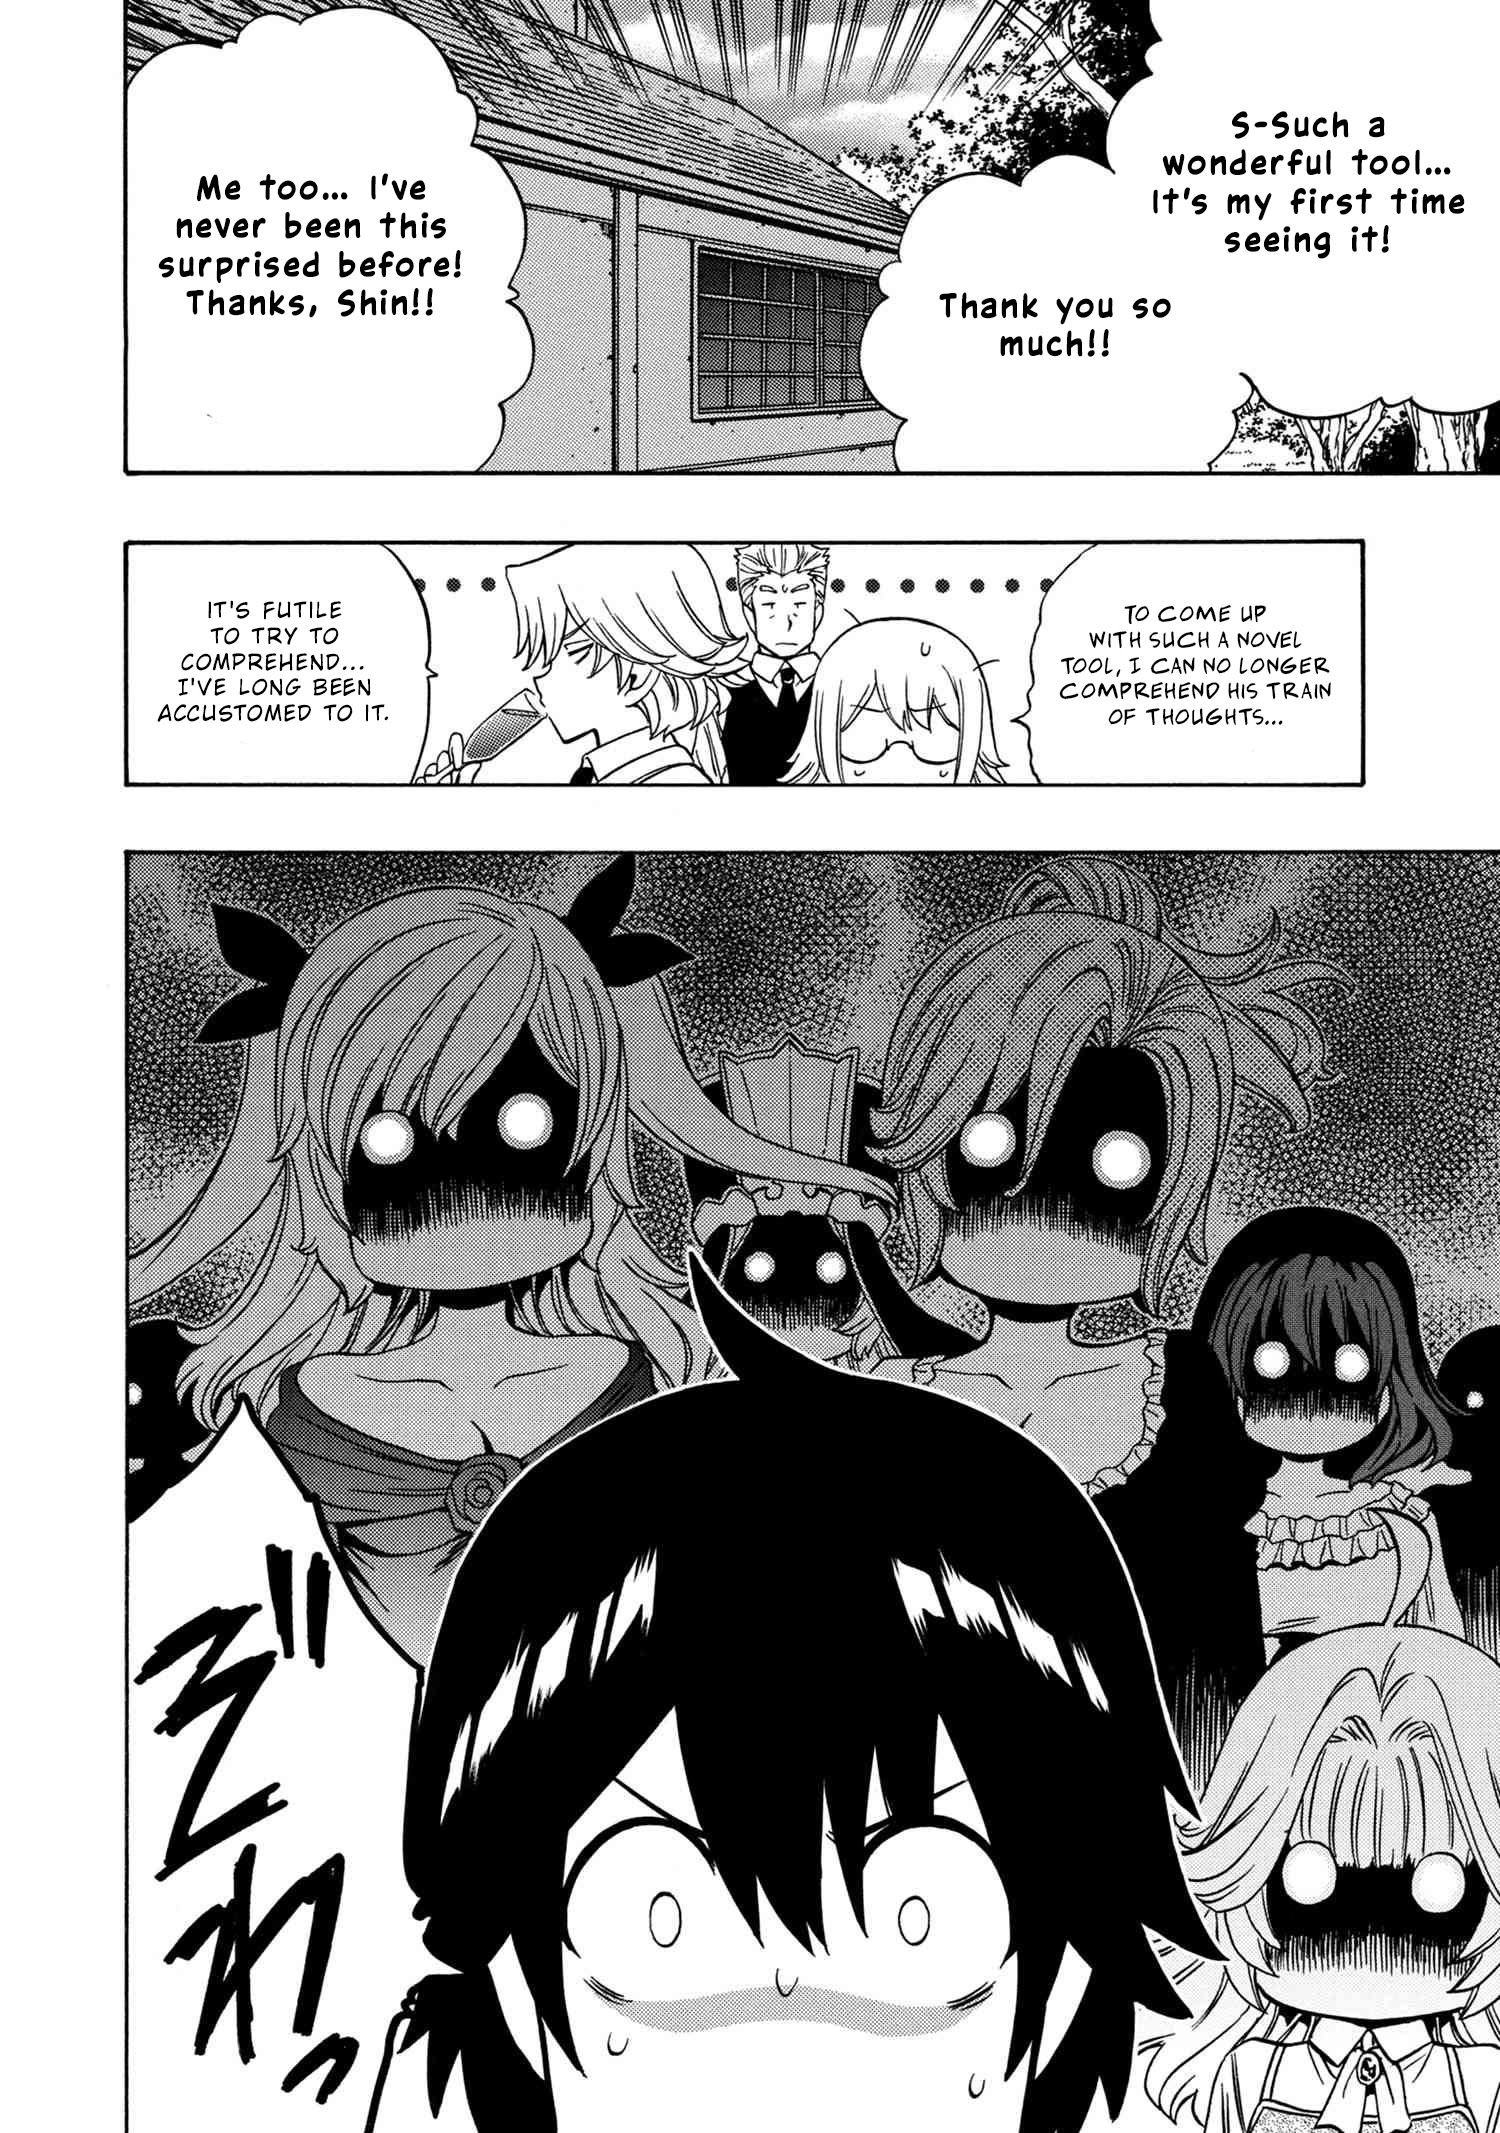 S-Such a
wonderful tool...
It's my first time
seeing it!
Thank you so
much!!
Me too... I've
never been this
surprised before!
Thanks, Shin!!
TO COME UP
WITH SUCH A NOVEL
TOOL, I CAN NO LONGER
COMPREHEND HIS TRAIN
OF THOUGHTS...
IT'S FUTILE
TO TRY TO
COMPREHEND...
I'VE LONG BEEN
ACCUSTOMED TO IT.
ざわっ